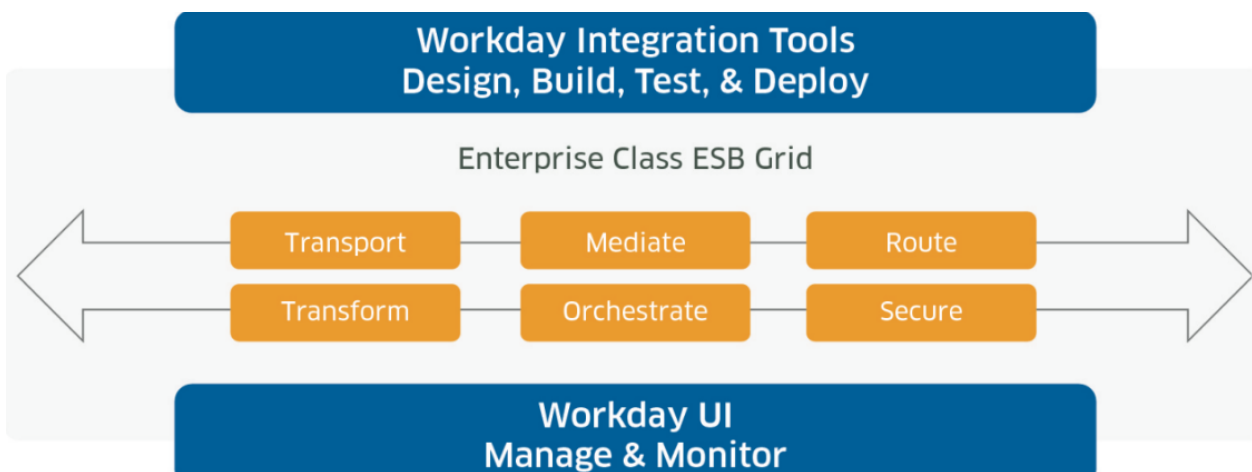 Workday Integration Tools
Design, Build, Test, & Deploy
Enterprise Class ESB Grid
Transport
Mediate
Route
Transform
Orchestrate
Secure
Workday UI
Manage & Monitor